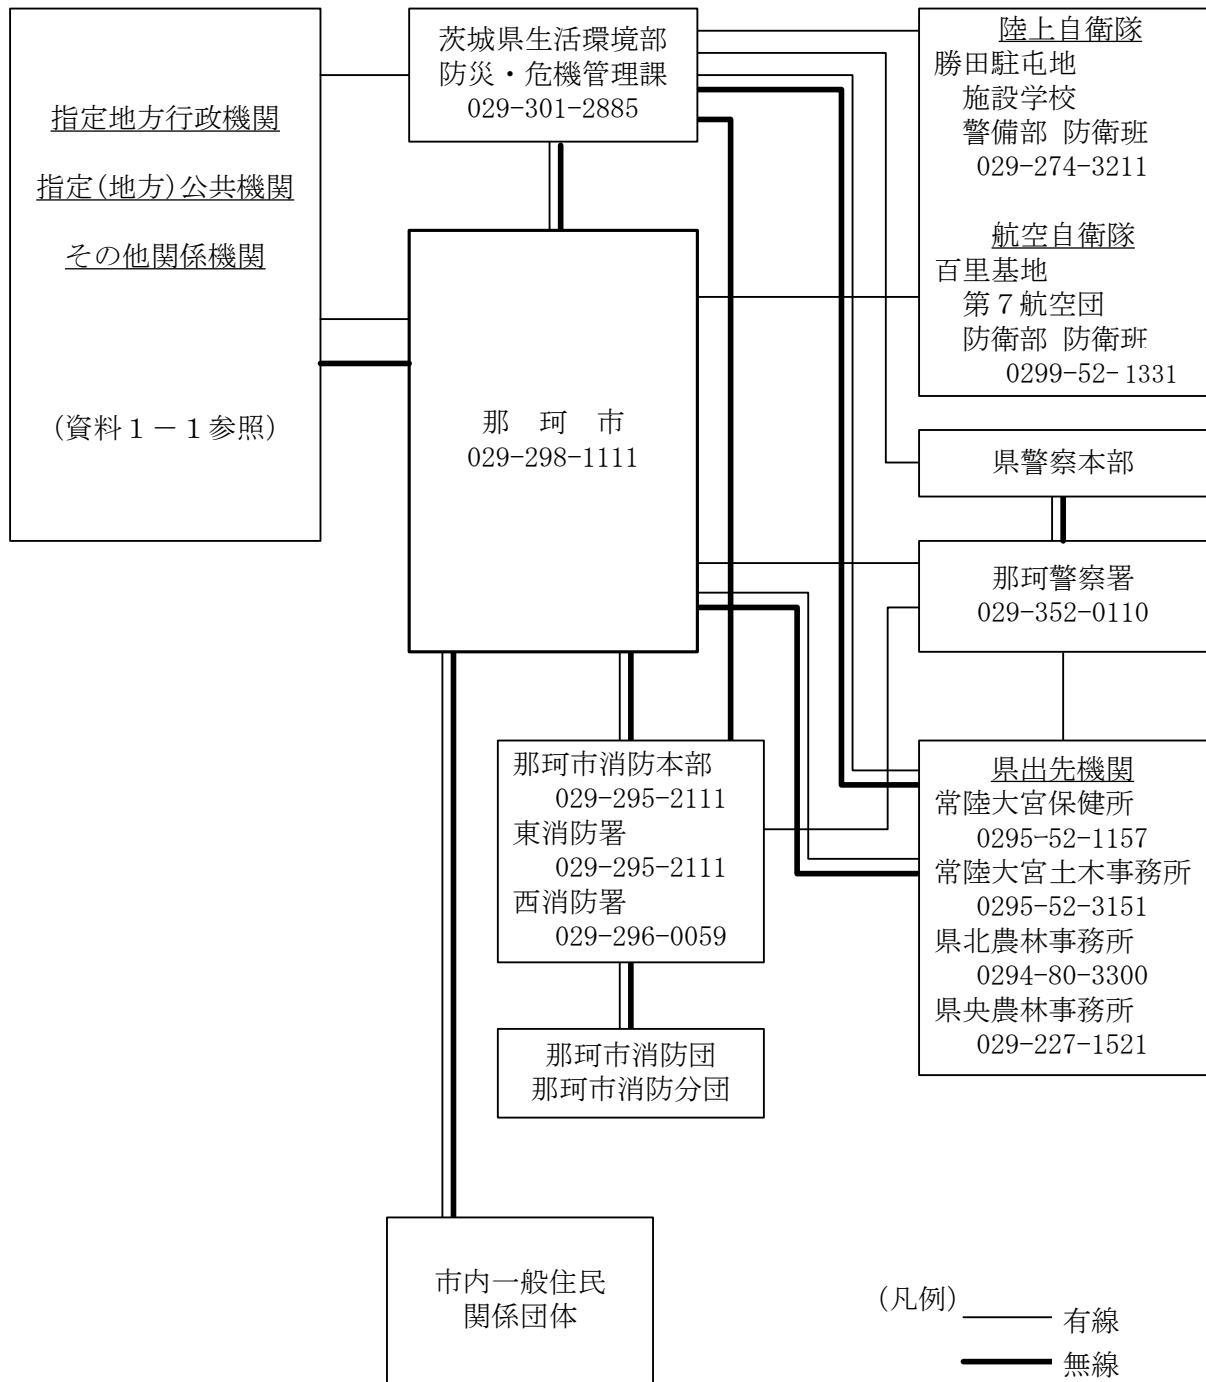 指定地方行政機関
指定(地方)公共機関
その他関係機関
(資料1-1参照)
茨城県生活環境部
防災・危機管理課
029-301-2885
那 珂 市
029-298-1111
陸上自衛隊
勝田駐屯地
施設学校
警備部 防衛班
029-274-3211
航空自衛隊
百里基地
第7航空団
防衛部 防衛班
0299-52-1331
県警察本部
那珂警察署
029-352-0110
那珂市消防本部
029-295-2111
東消防署
029-295-2111
西消防署
029-296-0059
県出先機関
常陸大宮保健所
0295-52-1157
常陸大宮土木事務所
0295-52-3151
県北農林事務所
0294-80-3300
県央農林事務所
029-227-1521
那珂市消防団
那珂市消防分団
市内一般住民
関係団体
(凡例)
有線
無線